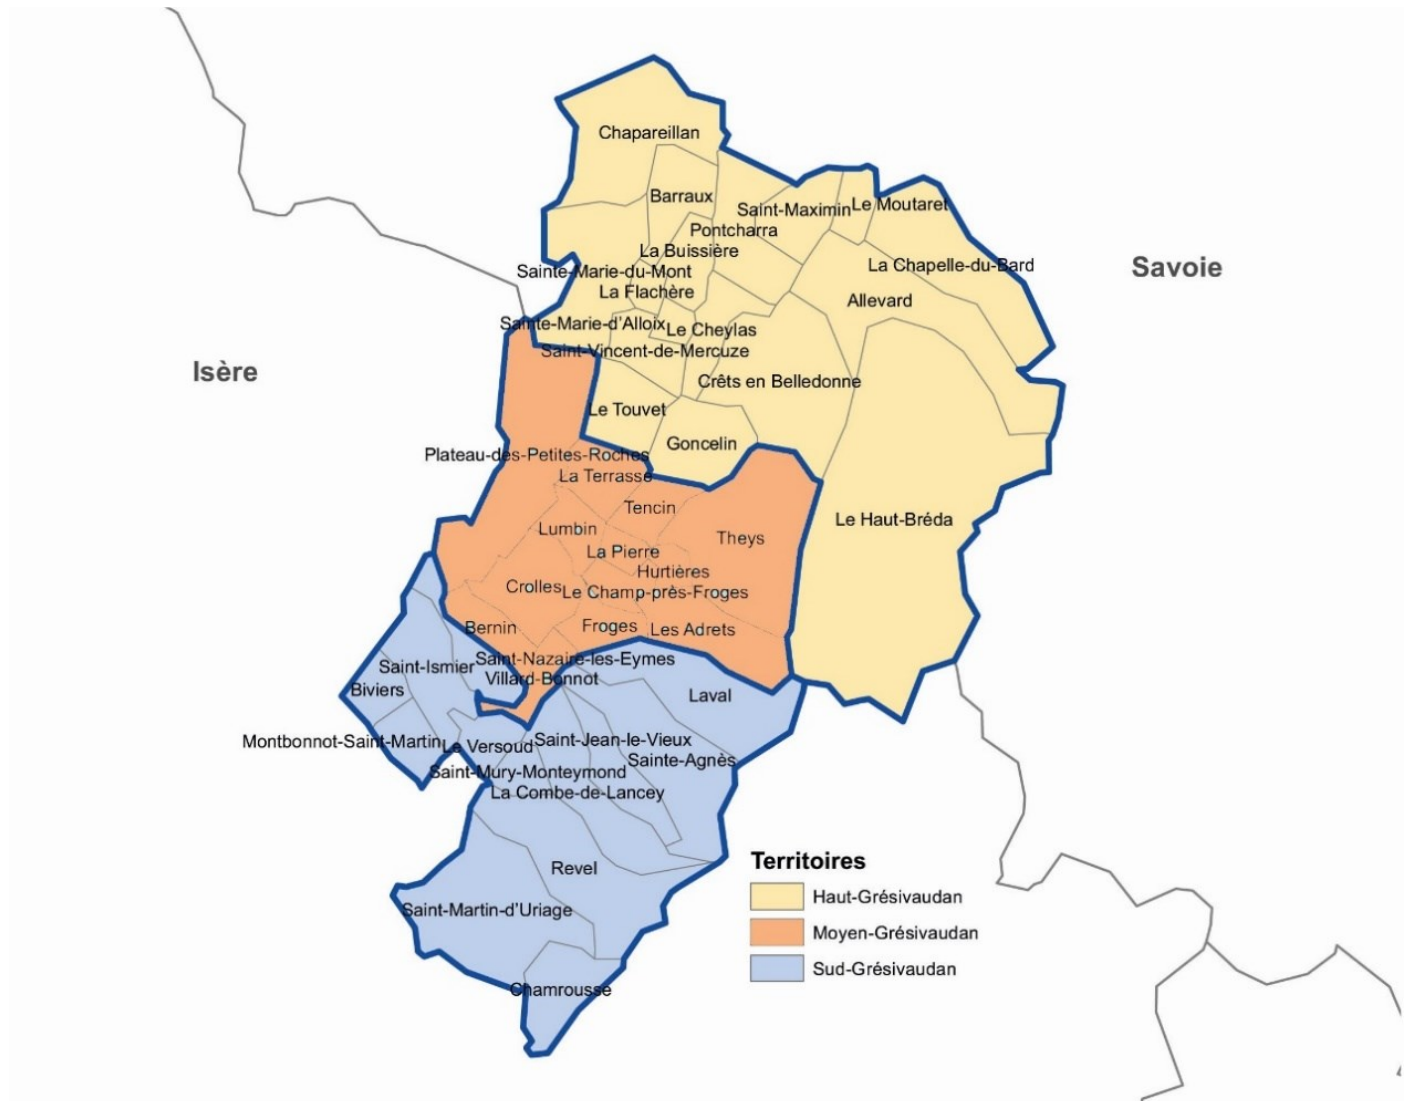 Chapareillan
Barraux
Saint-Maximin
Le Moutaret
Pontcharra
La Buissière
La Chapelle-du-Bard
Savoie
Sainte-Marie-du-Mont
La Flachère
Allevard
Sainte-Marie-d'Alloix
Le Cheylas
Saint-Vincent-de-Mercuze
Isère
Crêts en Belledonne
Le Touvet
Goncelin
Plateau-des-Petites-Roches
La Terrasse
Tencin
Le Haut-Bréda
Lumbin
Theys
La Pierre
Hurtières
Crolles
Le Champ-près-Froges
Bernin
Froges
Les Adrets
Saint-Nazaire-les-Eymes
Saint-Ismier
Villard-Bonnot
Biviers
Laval
Montbonnot-Saint-Martin
Le Versoud
Saint-Jean-le-Vieux
Sainte-Agnès
Saint-Mury-Monteymond
La Combe-de-Lancey
Revel
Saint-Martin-d'Uriage
Chamrousse
Territoires
Haut-Grésivaudan
Moyen-Grésivaudan
Sud-Grésivaudan